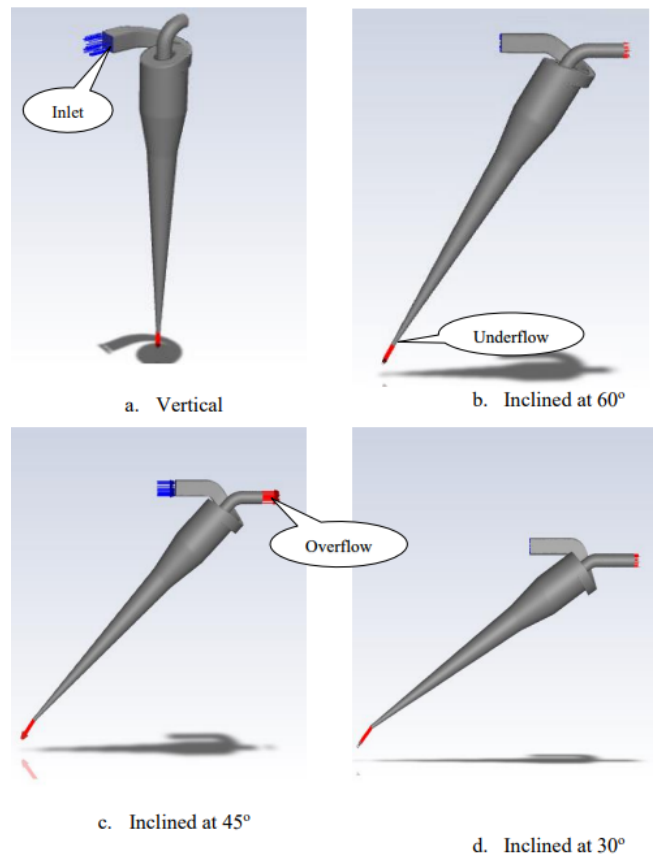 Inlet
a. Vertical
Underflow
b. Inclined at 60º
Overflow
c. Inclined at 45º
d. Inclined at 30º